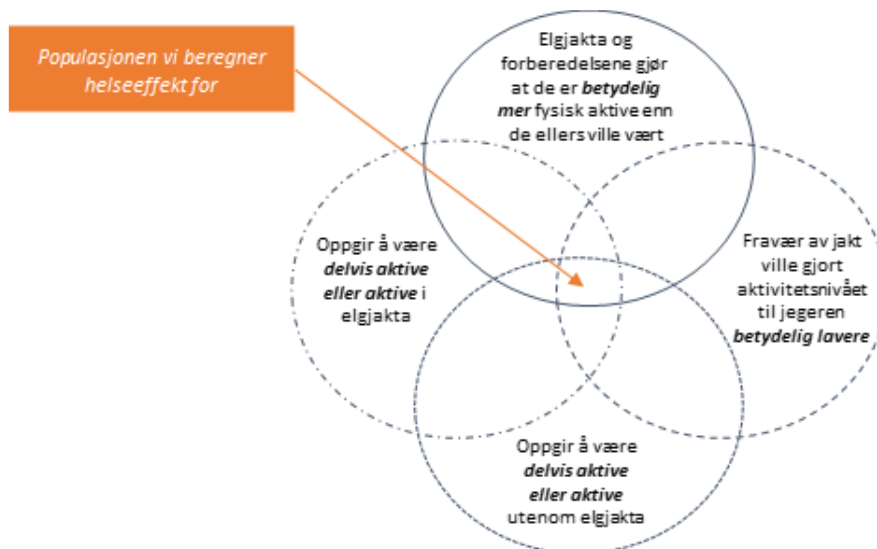 Populasjonen vi beregner
helseeffekt for
Elgjakta og
forberedelsene gjør
at de er betydelig
mer fysisk aktive enn
de ellers ville vært
Oppgir å være
delvis aktive
eller aktive i
elgjakta
Fravær av jakt
ville gjort
aktivitetsnivået
til jegeren
betydelig lavere
Oppgir å være
delvis aktive
eller aktive
utenom elgjakta